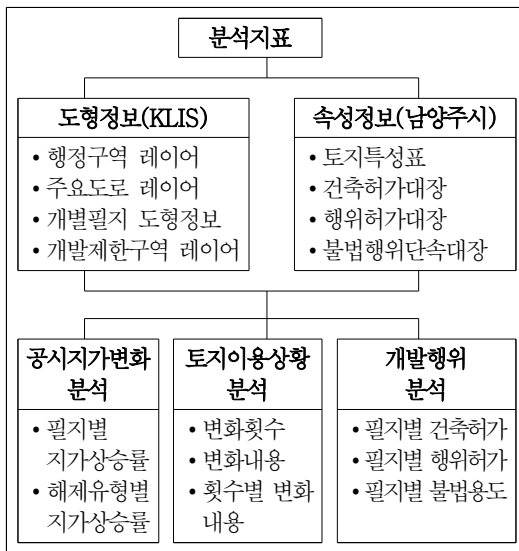 분석지표
도형정보(KLIS)
• 행정구역 레이어
• 주요도로 레이어
• 개별필지 도형정보
• 개발제한구역 레이어
속성정보(남양주시)
• 토지특성표
• 건축허가대장
• 행위허가대장
• 불법행위단속대장
공시지가변화
분석
• 필지별
지가상승률
• 해제유형별
지가상승률
토지이용상황
분석
• 변화횟수
• 변화내용
• 횟수별 변화
내용
개발행위
분석
• 필지별 건축허가
• 필지별 행위허가
• 필지별 불법용도